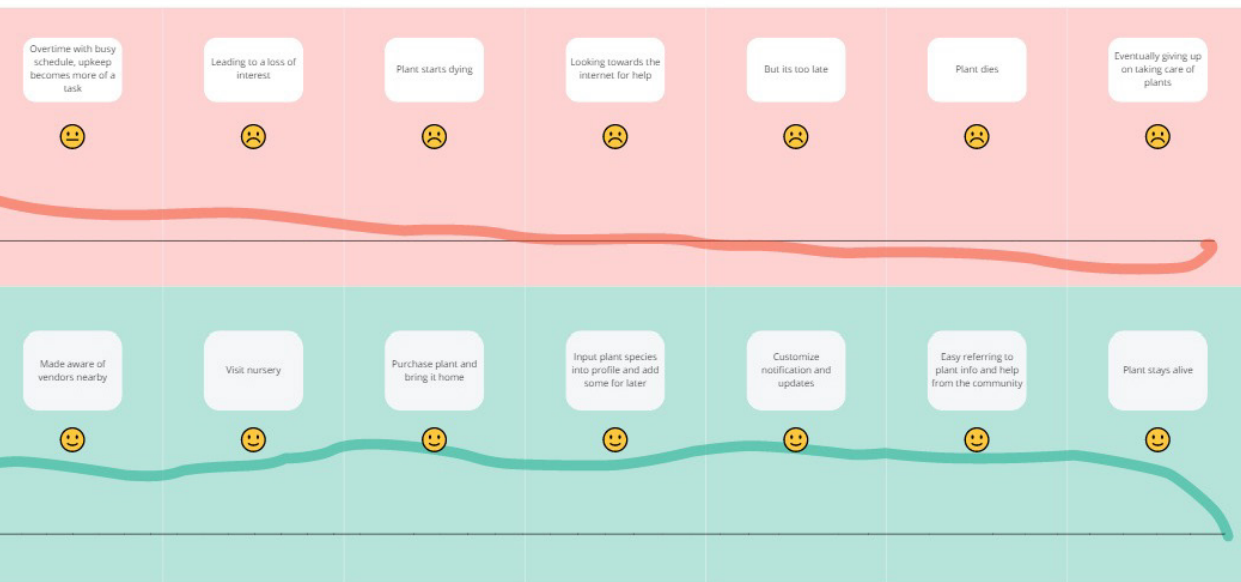 Overtime with busy
schedule, upkeep
becomes more of a
task
Leading to a loss of
interest
Plant starts dying
Looking towards the
internet for help
But its too late
Plant dies
Eventually giving up
on taking care of
plants
Made aware of
vendors nearby
Visit nursery
Purchase plant and
bring it home
Input plant species
into profile and add
some for later
Customize
notification and
updates
Easy referring to
plant info and help
from the community
Plant stays alive